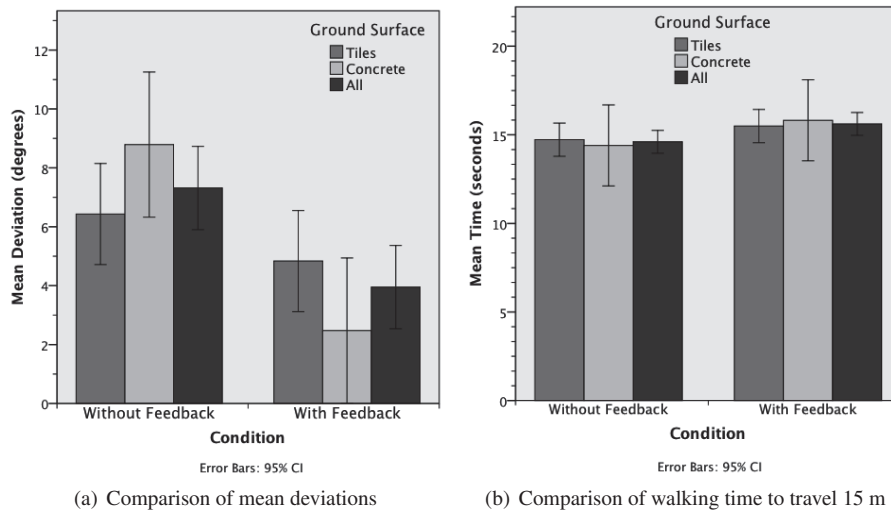 Ground Surface
Tiles
Concrete
All
12
10
8
6
4
2
0
Mean Deviation (degrees)
Without Feedback
With Feedback
Condition
Error Bars: 95% CI
(a) Comparison of mean deviations
Ground Surface
Tiles
Concrete
All
20
15
10
5
0
Mean Time (seconds)
Without Feedback
With Feedback
Condition
Error Bars: 95% CI
(b) Comparison of walking time to travel 15 m